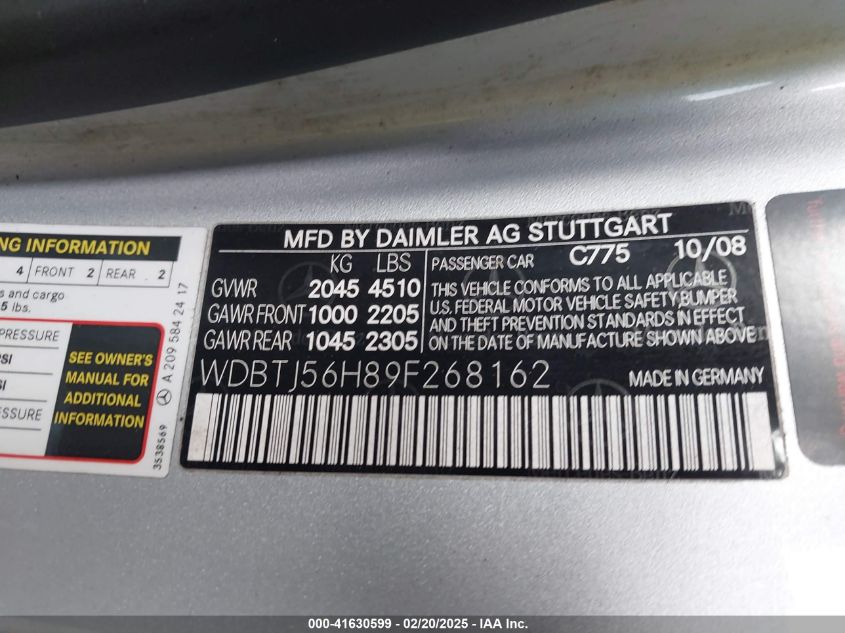 NG INFORMATION
4 FRONT 2 REAR 2
s and cargo
5 lbs.
PRESSURE
SI
SSURE
SI
SEE OWNER'S
MANUAL FOR
ADDITIONAL
INFORMATION
A 209 584 24 17
3538569
MFD BY DAIMLER AG STUTTGART
KG LBS
GVWR 2045 4510
GAWR FRONT 1000 2205
GAWR REAR 1045 2305
PASSENGER CAR C775 10/08
THIS VEHICLE CONFORMS TO ALL APPLICABLE
U.S. FEDERAL MOTOR VEHICLE SAFETY,BUMPER
AND THEFT PREVENTION STANDARDS IN EFFECT
ON THE DATE OF MANUFACTURE SHOWN ABOVE
WDBTJ56H89F268162 MADE IN GERMANY
000-41630599 - 02/20/2025 - IAA Inc.